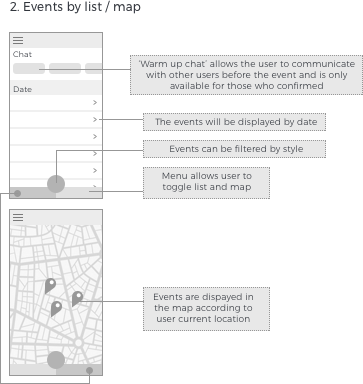 2. Events by list / map
Chat
'Warm up chat' allows the user to communicate
with other users before the event and is only
available for those who confirmed
Date
The events will be displayed by date
Events can be filtered by style
Menu allows user to
toggle list and map
Events are dispayed in
the map according to
user current location